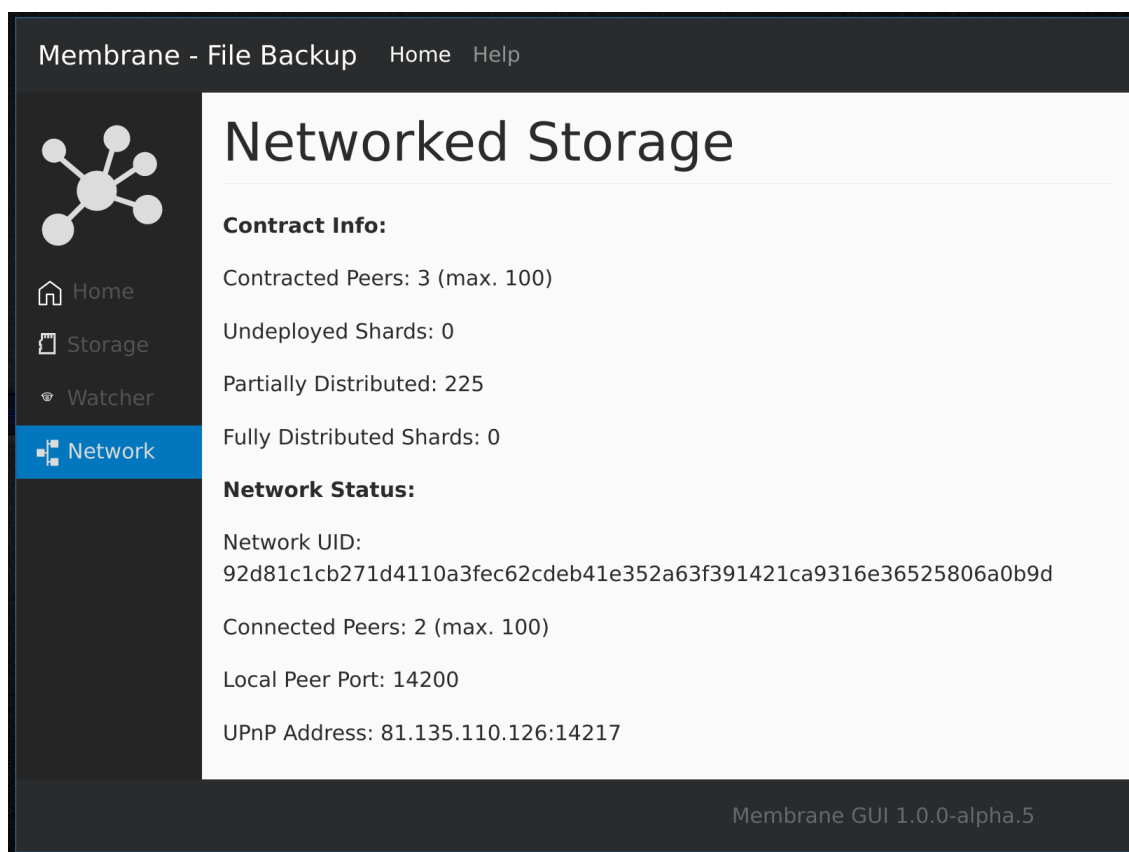 Membrane - File Backup Home Help
Home
Storage
Watcher
Network
Networked Storage
Contract Info:
Contracted Peers: 3 (max. 100)
Undeployed Shards: 0
Partially Distributed: 225
Fully Distributed Shards: 0
Network Status:
Network UID:
92d81c1cb271d4110a3fec62cdeb41e352a63f391421ca9316e36525806a0b9d
Connected Peers: 2 (max. 100)
Local Peer Port: 14200
UPnP Address: 81.135.110.126:14217
Membrane GUI 1.0.0-alpha.5